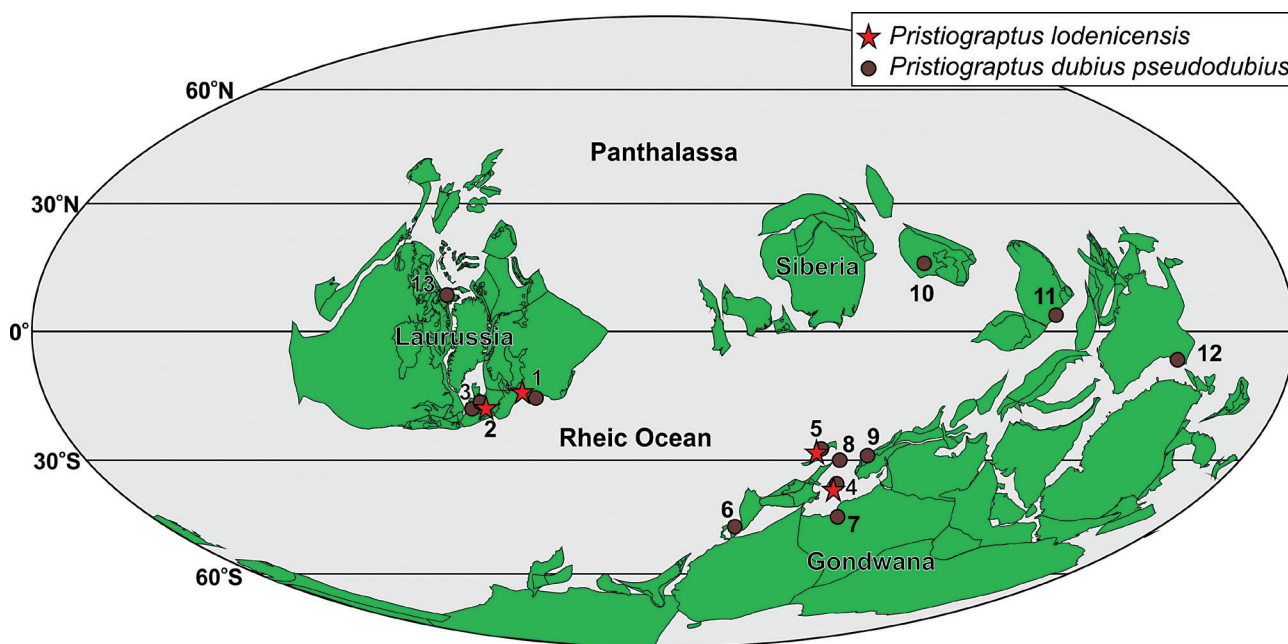 Pristiograptus lodenicensis
Pristiograptus dubius pseudodubius
60°N
Panthalassa
30°N
Siberia
13
10
11
0°
Laurussia
12
1
3
2
5
Rheic Ocean
8
9
30°S
4
6
7
Gondwana
60°S